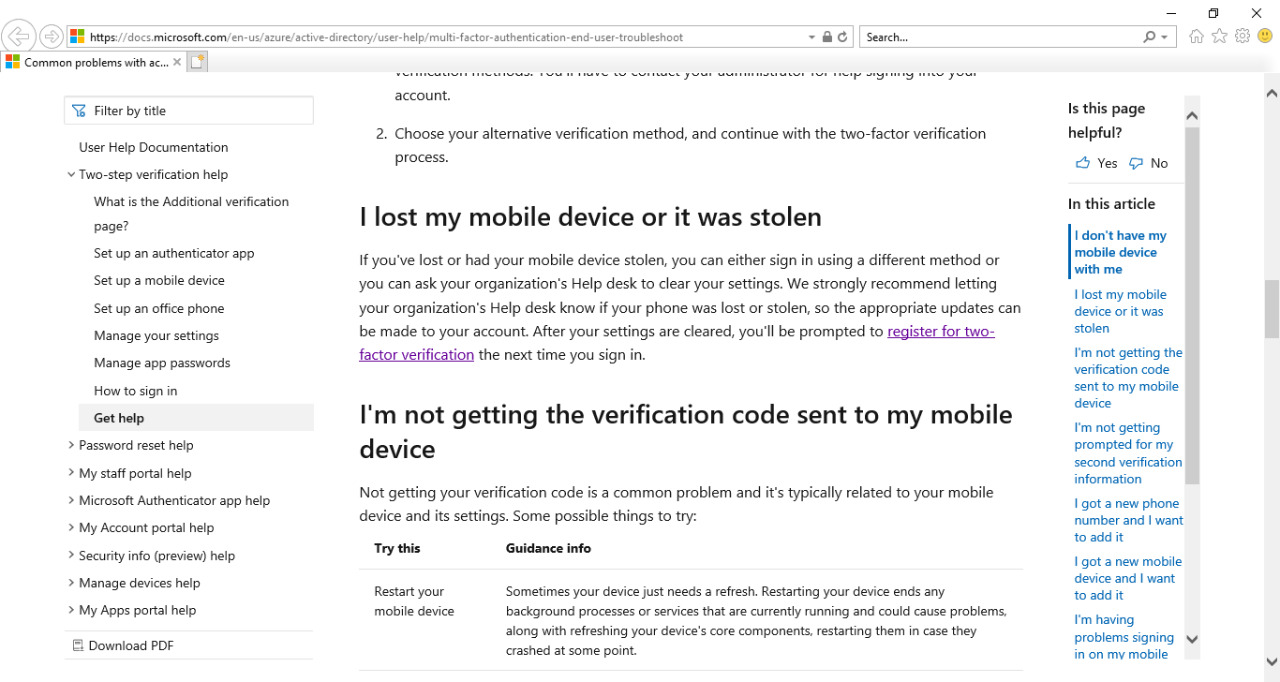 https://docs.microsoft.com/en-us/azure/active-directory/user-help/multi-factor-authentication-end-user-troubleshoot
Search...
Common problems with ac...
Filter by title
User Help Documentation
Two-step verification help
What is the Additional verification
page?
Set up an authenticator app
Set up a mobile device
Set up an office phone
Manage your settings
Manage app passwords
How to sign in
Get help
Password reset help
My staff portal help
Microsoft Authenticator app help
My Account portal help
Security info (preview) help
Manage devices help
My Apps portal help
Download PDF
verification methods. You'll have to contact your administrator for help signing into your
account.
2. Choose your alternative verification method, and continue with the two-factor verification
process.
I lost my mobile device or it was stolen
If you've lost or had your mobile device stolen, you can either sign in using a different method or
you can ask your organization's Help desk to clear your settings. We strongly recommend letting
your organization's Help desk know if your phone was lost or stolen, so the appropriate updates can
be made to your account. After your settings are cleared, you'll be prompted to register for two-
factor verification the next time you sign in.
I'm not getting the verification code sent to my mobile
device
Not getting your verification code is a common problem and it's typically related to your mobile
device and its settings. Some possible things to try:
Try this Guidance info
Restart your
mobile device
Sometimes your device just needs a refresh. Restarting your device ends any
background processes or services that are currently running and could cause problems,
along with refreshing your device's core components, restarting them in case they
crashed at some point.
Is this page
helpful?
Yes No
In this article
I don't have my
mobile device
with me
I lost my mobile
device or it was
stolen
I'm not getting the
verification code
sent to my mobile
device
I'm not getting
prompted for my
second verification
information
I got a new phone
number and I want
to add it
I got a new mobile
device and I want
to add it
I'm having
problems signing
in on my mobile